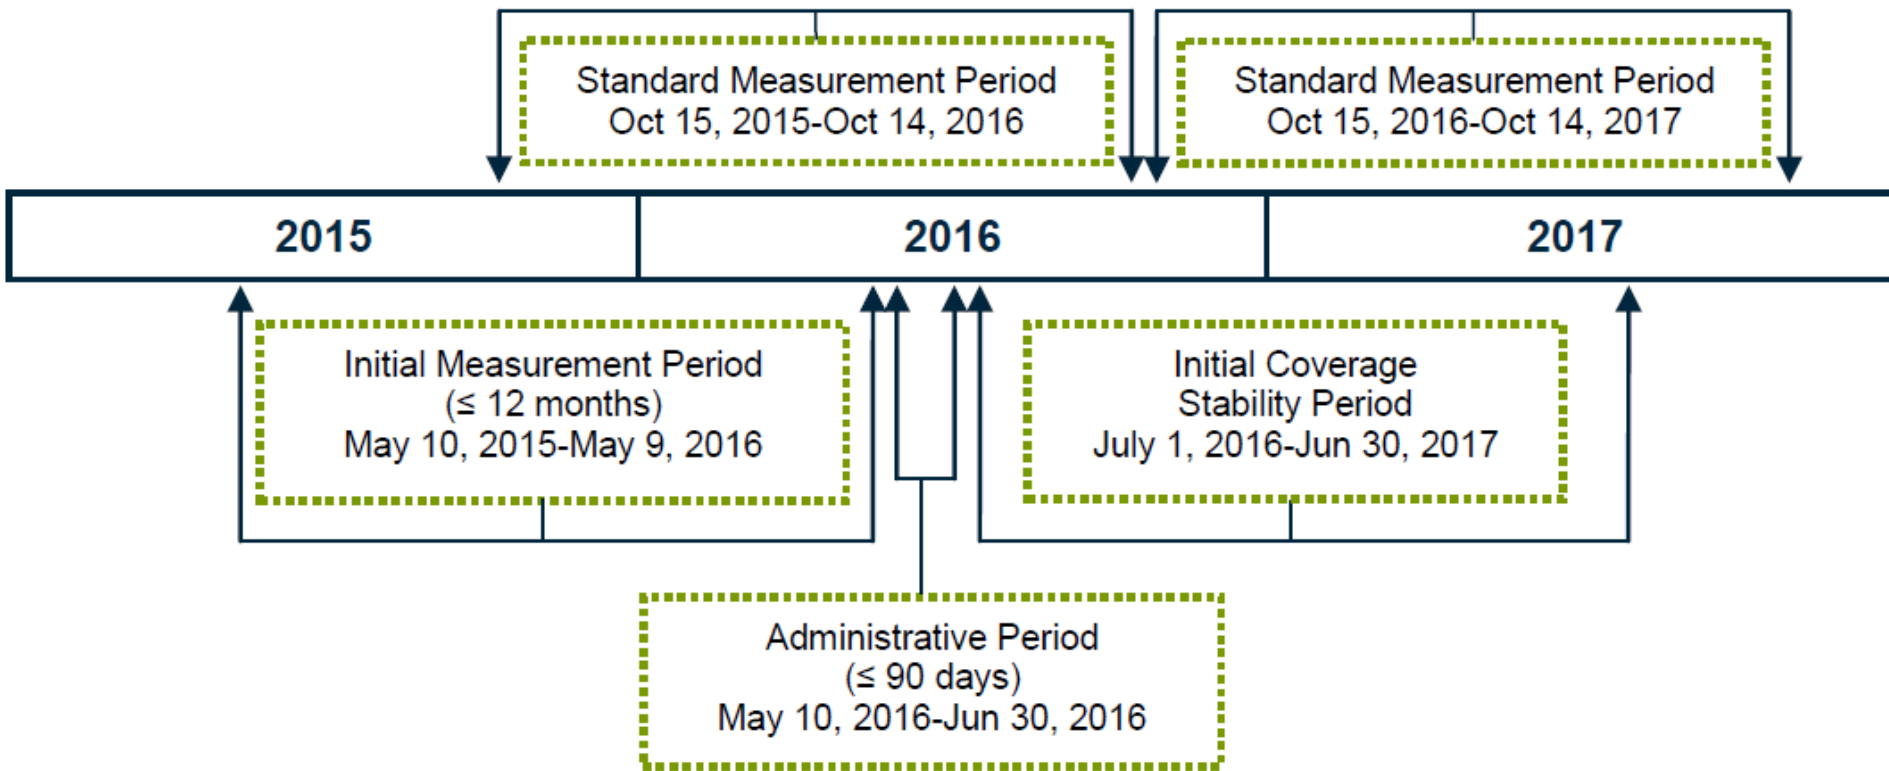 Standard Measurement Period
Oct 15, 2015-Oct 14, 2016
Standard Measurement Period
Oct 15, 2016-Oct 14, 2017
2015
2016
2017
Initial Measurement Period
(≤ 12 months)
May 10, 2015-May 9, 2016
Initial Coverage
Stability Period
July 1, 2016-Jun 30, 2017
Administrative Period
(≤ 90 days)
May 10, 2016-Jun 30, 2016